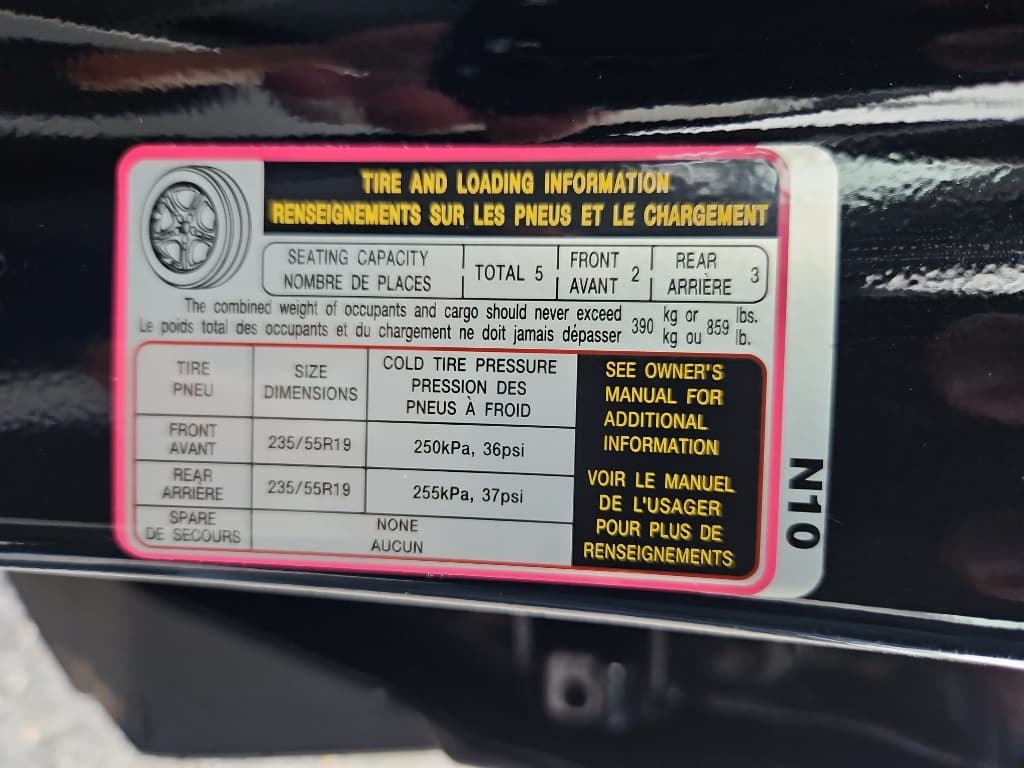 TIRE AND LOADING INFORMATION
RENSEIGNEMENTS SUR LES PNEUS ET LE CHARGEMENT
SEATING CAPACITY
NOMBRE DE PLACES
TOTAL 5
FRONT
AVANT 2
REAR
ARRIÈRE 3
The combined weight of occupants and cargo should never exceed 390 kg or 859 lbs.
Le poids total des occupants et du chargement ne doit jamais dépasser kg ou lb.
TIRE
PNEU
SIZE
DIMENSIONS
COLD TIRE PRESSURE
PRESSION DES
PNEUS À FROID
FRONT
AVANT
235/55R19
250kPa, 36psi
REAR
ARRIÈRE
235/55R19
255kPa, 37psi
SPARE
DE SECOURS
NONE
AUCUN
SEE OWNER'S
MANUAL FOR
ADDITIONAL
INFORMATION
VOIR LE MANUEL
DE L'USAGER
POUR PLUS DE
RENSEIGNEMENTS
N10